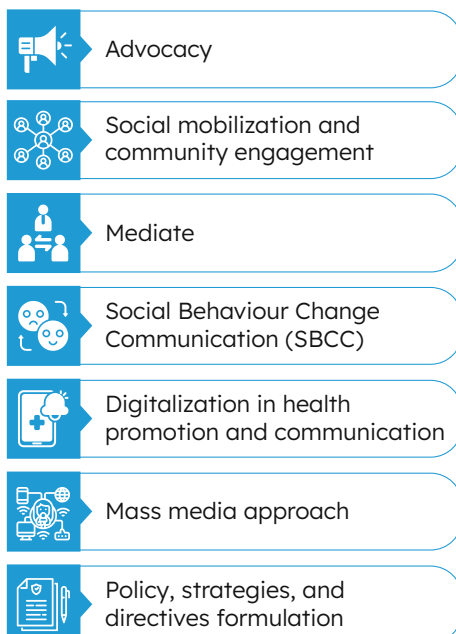 Advocacy
Social mobilization and
community engagement
Mediate
Social Behaviour Change
Communication (SBCC)
Digitalization in health
promotion and communication
Mass media approach
Policy, strategies, and
directives formulation